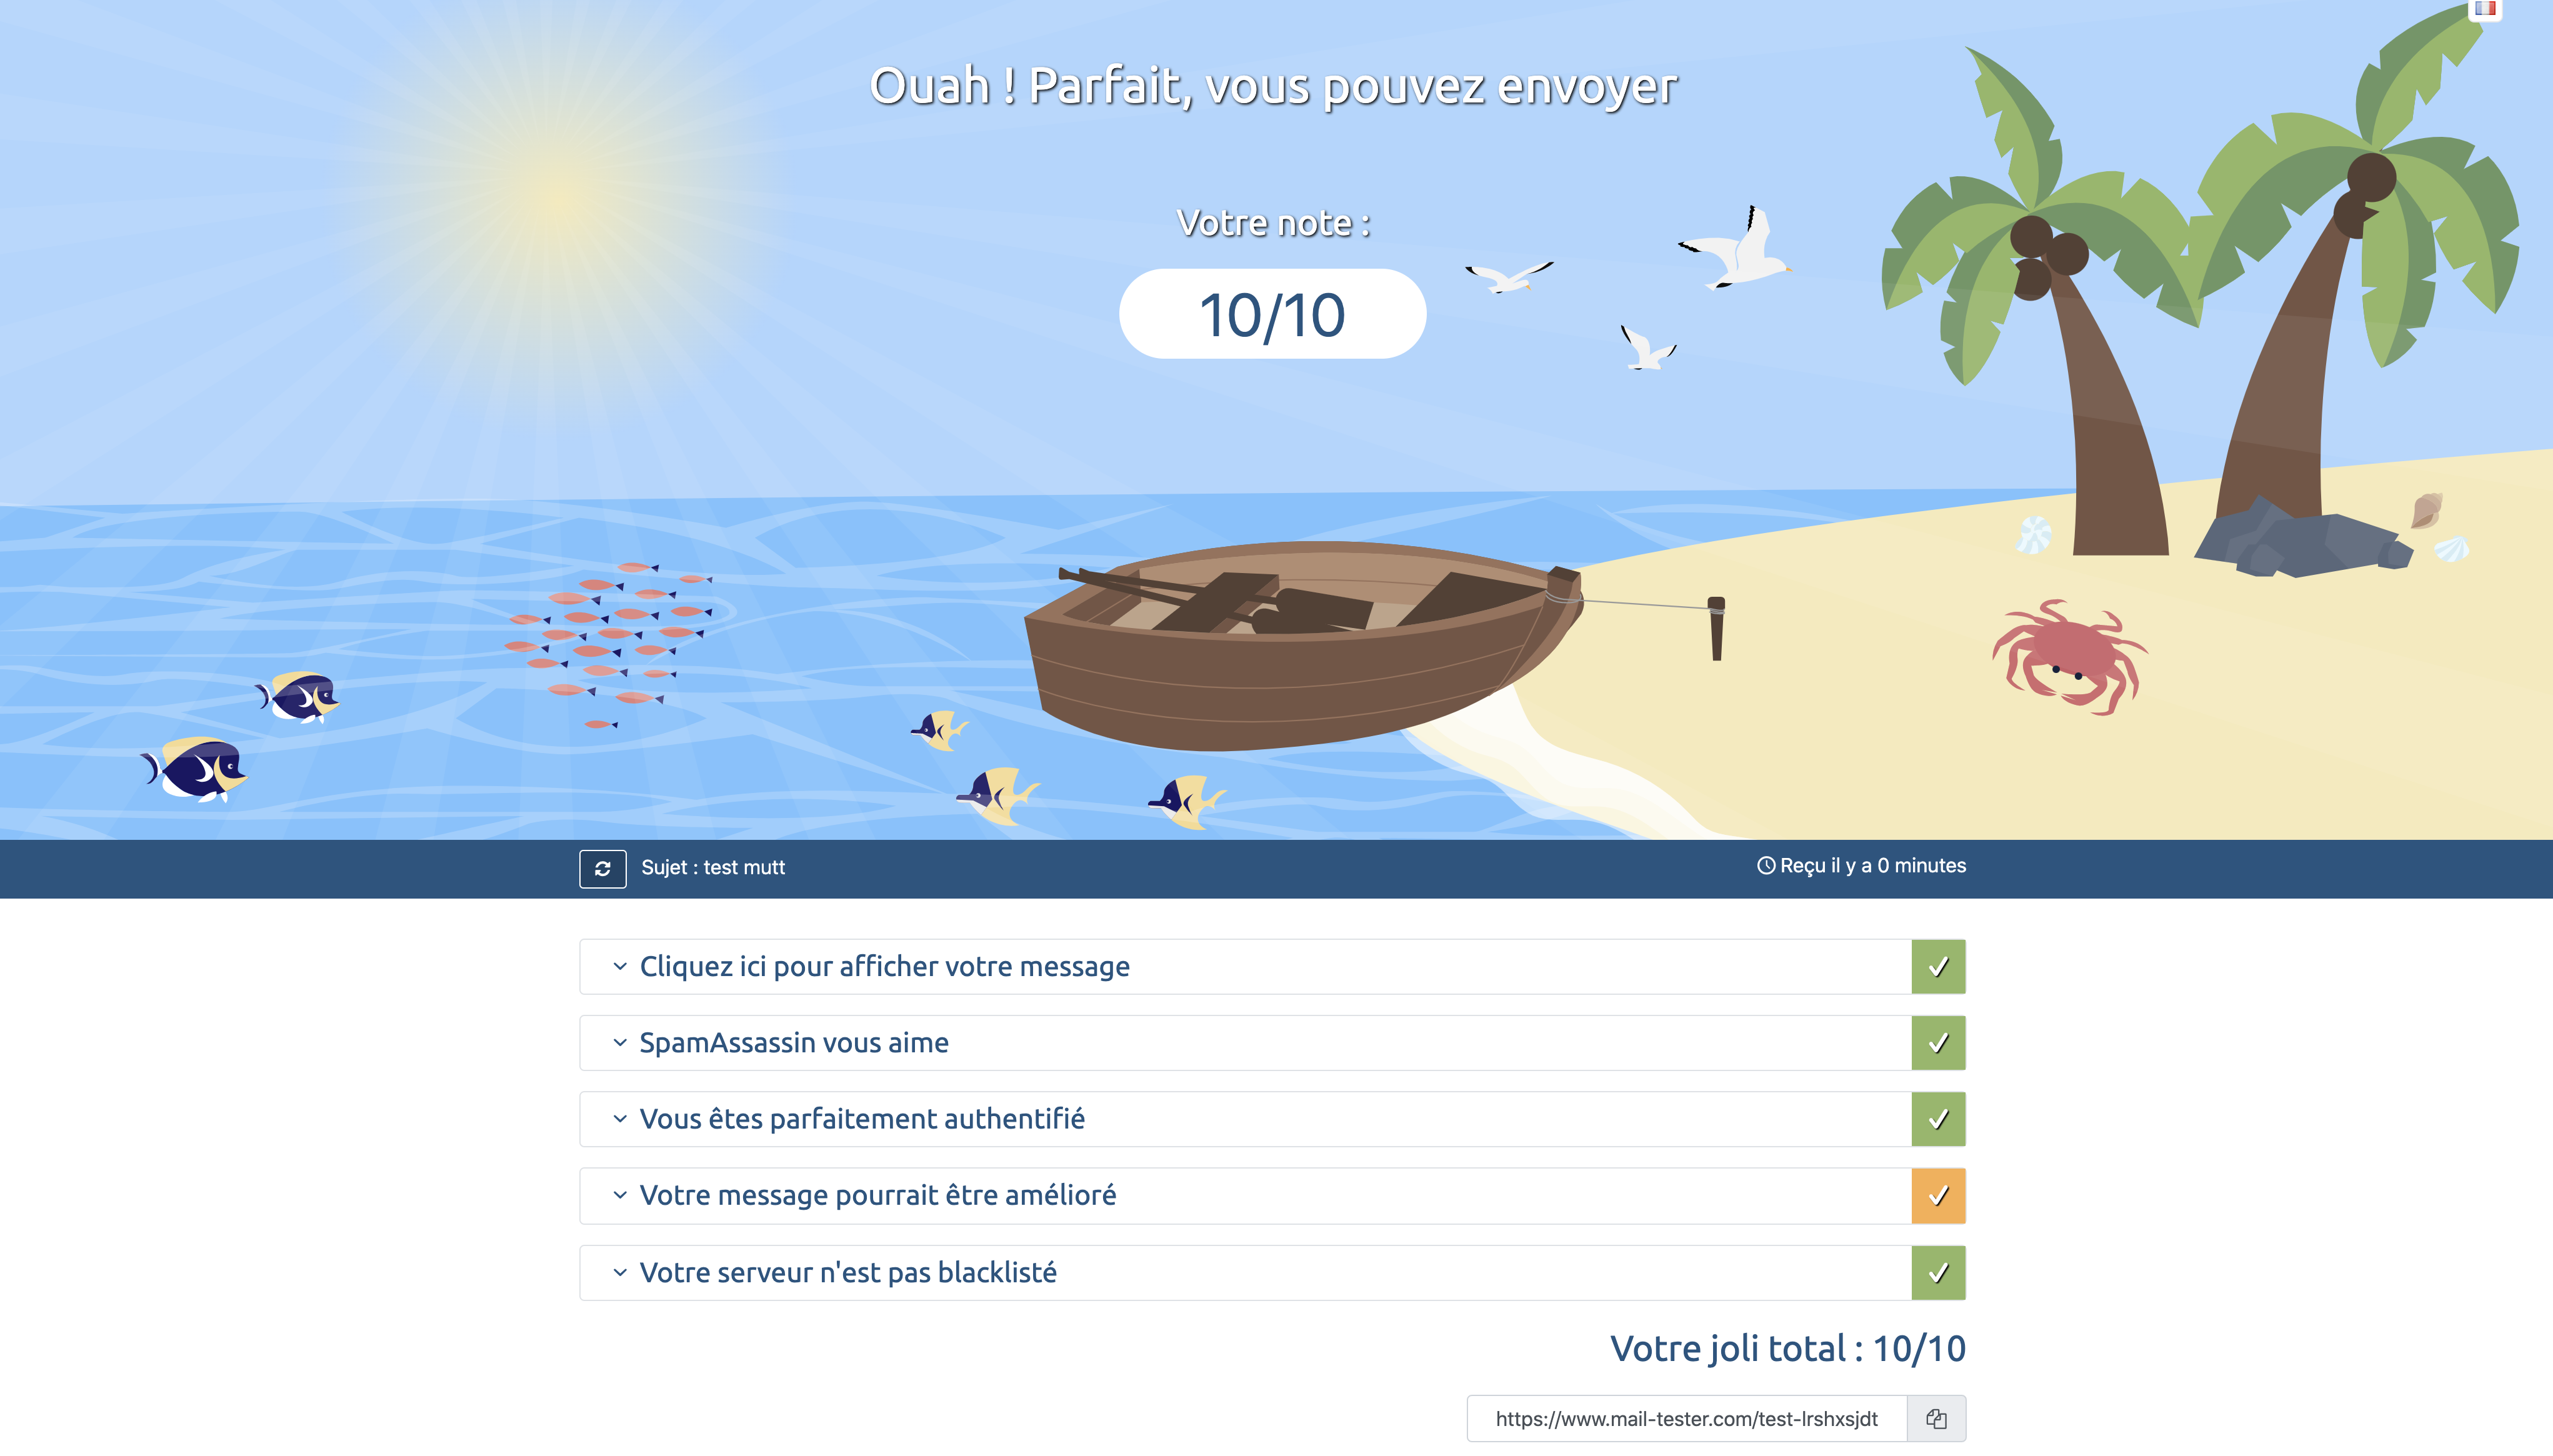 Ouah ! Parfait, vous pouvez envoyer
Votre note :
10/10
Sujet : test mutt
Reçu il y a 0 minutes
Cliquez ici pour afficher votre message
SpamAssassin vous aime
Vous êtes parfaitement authentifié
Votre message pourrait être amélioré
Votre serveur n'est pas blacklisté
Votre joli total : 10/10
https://www.mail-tester.com/test-lrshxsjdt